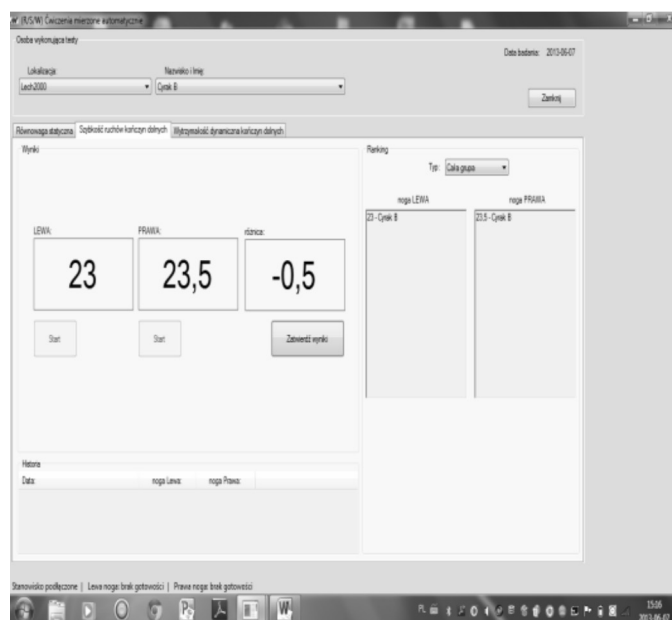 (R/S/W) Ćwiczenia mierzone automatycznie
Osoba wykonująca testy
Data badania: 2013-06-07
Lokalizacja: Nazwisko i Imię:
Lech2000 Cyrak B
Zamknij
Równowaga statyczna Szybkość ruchów kończyn dolnych Wytrzymałość dynamiczna kończyn dolnych
Wyniki Ranking
Typ: Cała grupa
noga LEWA noga PRAWA
23 - Cyrak B 23,5 - Cyrak B
LEWA: PRAWA: różnica:
23 23,5 -0,5
Start Start Zatwierdź wyniki
Historia
Data: noga Lewa: noga Prawa:
Stanowisko podłączone | Lewa noga: brak gotowości | Prawa noga: brak gotowości
PL 15:06
2013-06-07